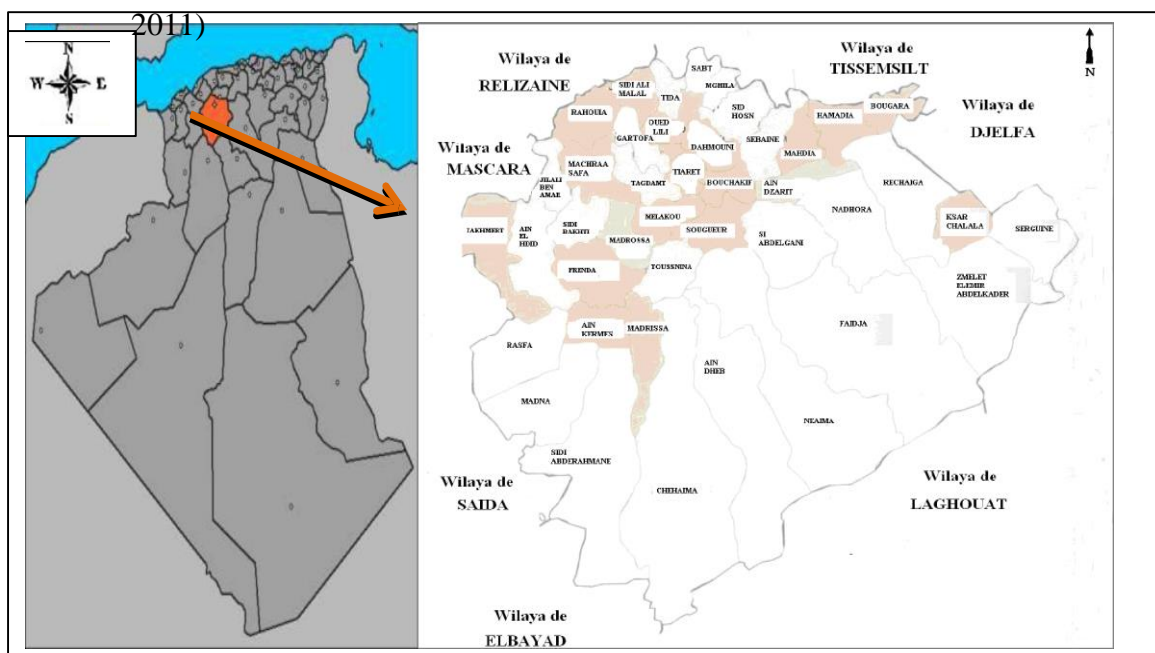 2011)
N
W E
S
N
Wilaya de
RELIZAINE
Wilaya de
TISSEMSILT
Wilaya de
DJELFA
Wilaya de
MASCARA
Wilaya de
SAIDA
Wilaya de
LAGHOUAT
Wilaya de
ELBAYAD
SABT
MGHILA
SIDI ALI
MALAL
TIDA
SID
HOSN
BOUGARA
HAMADIA
RAHOUIA
OUED
LILI
GARTOFA
DAHMOUNI
SEBAINE
MAHDIA
MACHRAA
SAFA
TIARET
RECHAIGA
JILALI
BEN
AMAR
TAGDAMT
BOUCHAKIF
AIN
DZARIT
NADHORA
TAKHMERT
AIN
EL
HDID
SIDI
BAKHTI
MELAKOU
SOUGUEUR
KSAR
CHALALA
SERGUINE
MADROSSA
SI
ABDELGANI
FRENDA
TOUSSNINA
ZMELET
ELEMIR
ABDELKADER
AIN
KERMES
MADRISSA
FAIDJA
RASFA
AIN
DHEB
MADNA
NEAIMA
SIDI
ABDERAHMANE
CHEHAIMA